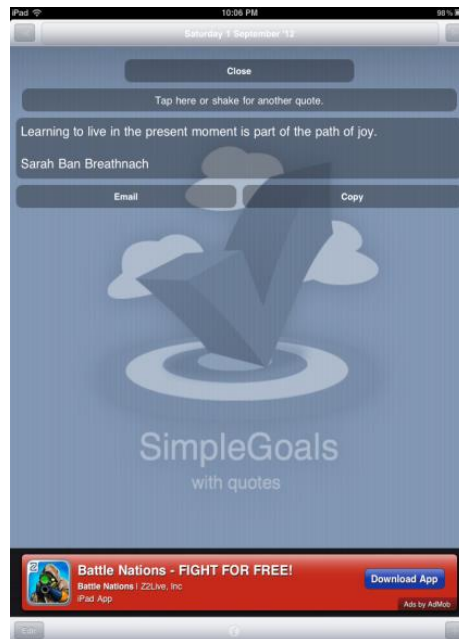 iPad 10:06 PM 98%
Saturday 1 September '12
Close
Tap here or shake for another quote.
Learning to live in the present moment is part of the path of joy.
Sarah Ban Breathnach
Email Copy
SimpleGoals
with quotes
Battle Nations - FIGHT FOR FREE!
Battle Nations | Z2Live, Inc
iPad App
Download App
Ads by AdMob
Edit